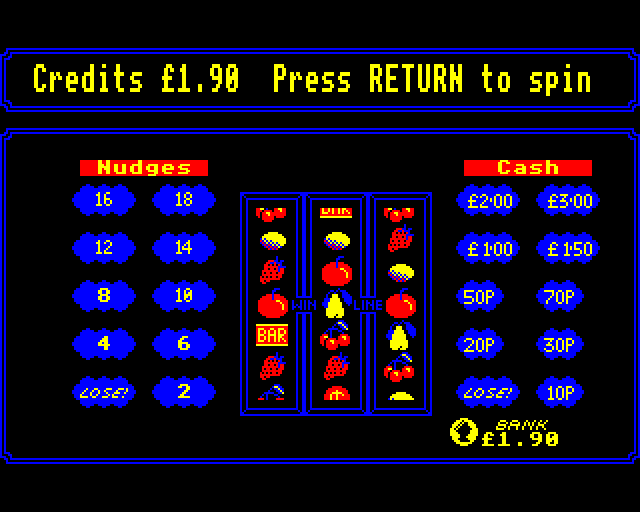 Credits £1.90 Press RETURN to spin
Nudges Cash
16 18 £2·00 £3·00
BAR
12 14 £1·00 £1·50
8 10 50P 70P
WIN LINE
BAR
4 6 20P 30P
LOSE! 2 LOSE! 10P
BANK
£1.90